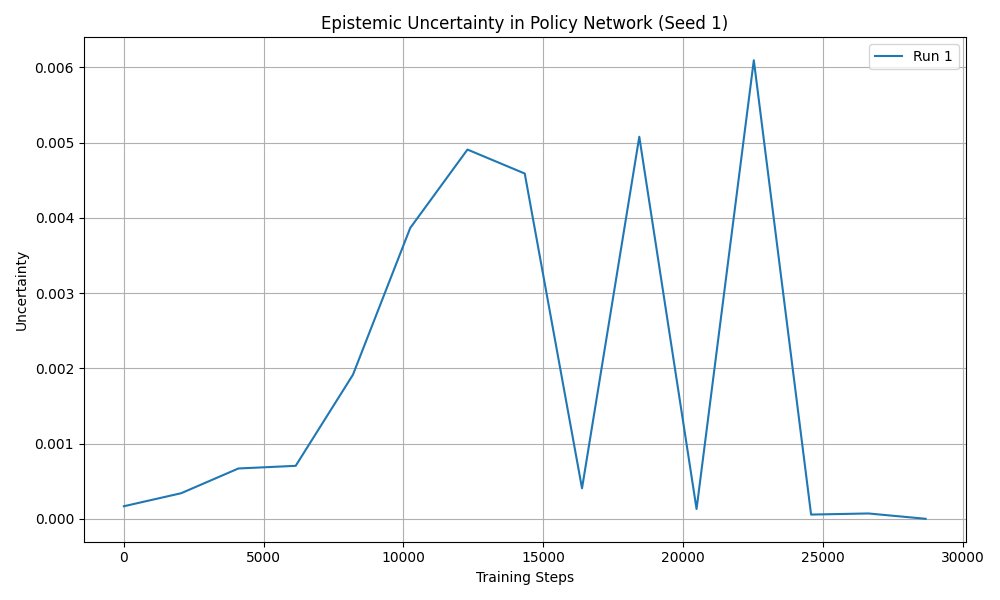 Epistemic Uncertainty in Policy Network (Seed 1)
Run 1
0.006
0.005
0.004
0.003
0.002
0.001
0.000
Uncertainty
0 5000 10000 15000 20000 25000 30000
Training Steps